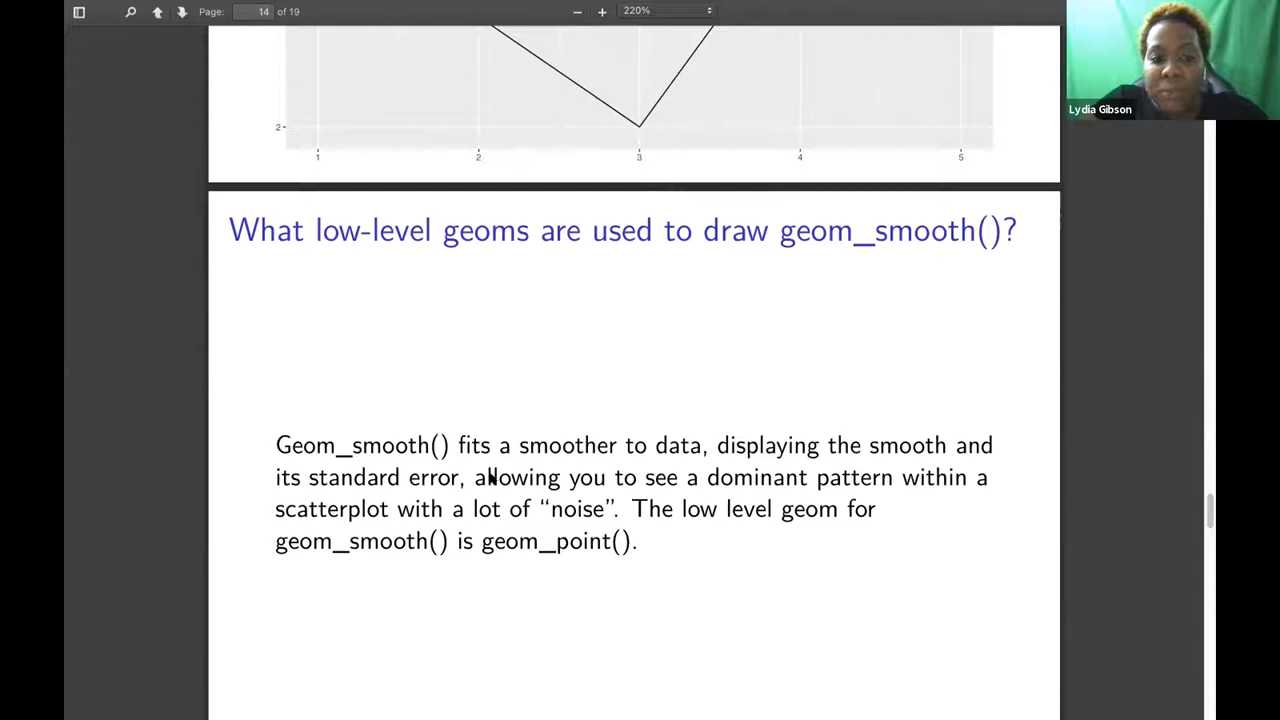 Page: 14 of 19
220%
Lydia Gibson
2
1 2 3 4 5
What low-level geoms are used to draw geom_smooth()?
Geom_smooth() fits a smoother to data, displaying the smooth and
its standard error, allowing you to see a dominant pattern within a
scatterplot with a lot of “noise”. The low level geom for
geom_smooth() is geom_point().